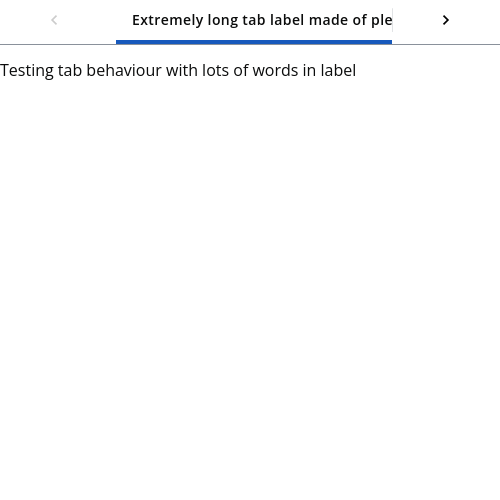 Extremely long tab label made of ple
Testing tab behaviour with lots of words in label